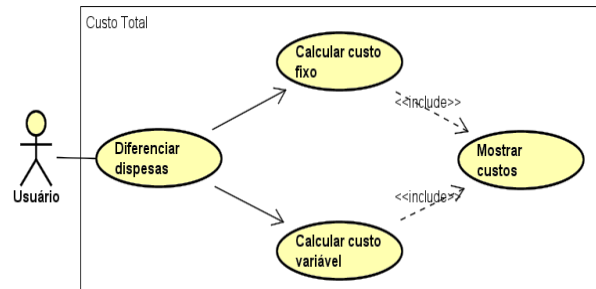 Custo Total
Calcular custo
fixo
<<include>>
Diferenciar
dispesas
Mostrar
custos
Usuário
<<include>>
Calcular custo
variável